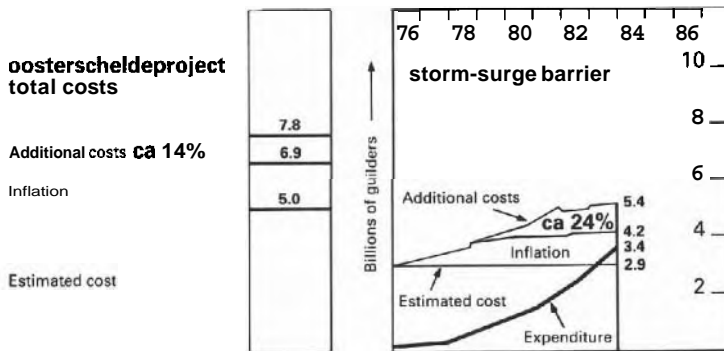 76 78 80 82 84 86
oosterscheldeproject
total costs
storm-surge barrier
10
7.8
8
Additional costs ca 14%
6.9
Inflation
5.0
6
Billions of guilders
Additional costs
5.4
ca 24%
4.2
4
Inflation
3.4
2.9
Estimated cost
Estimated cost
2
Expenditure